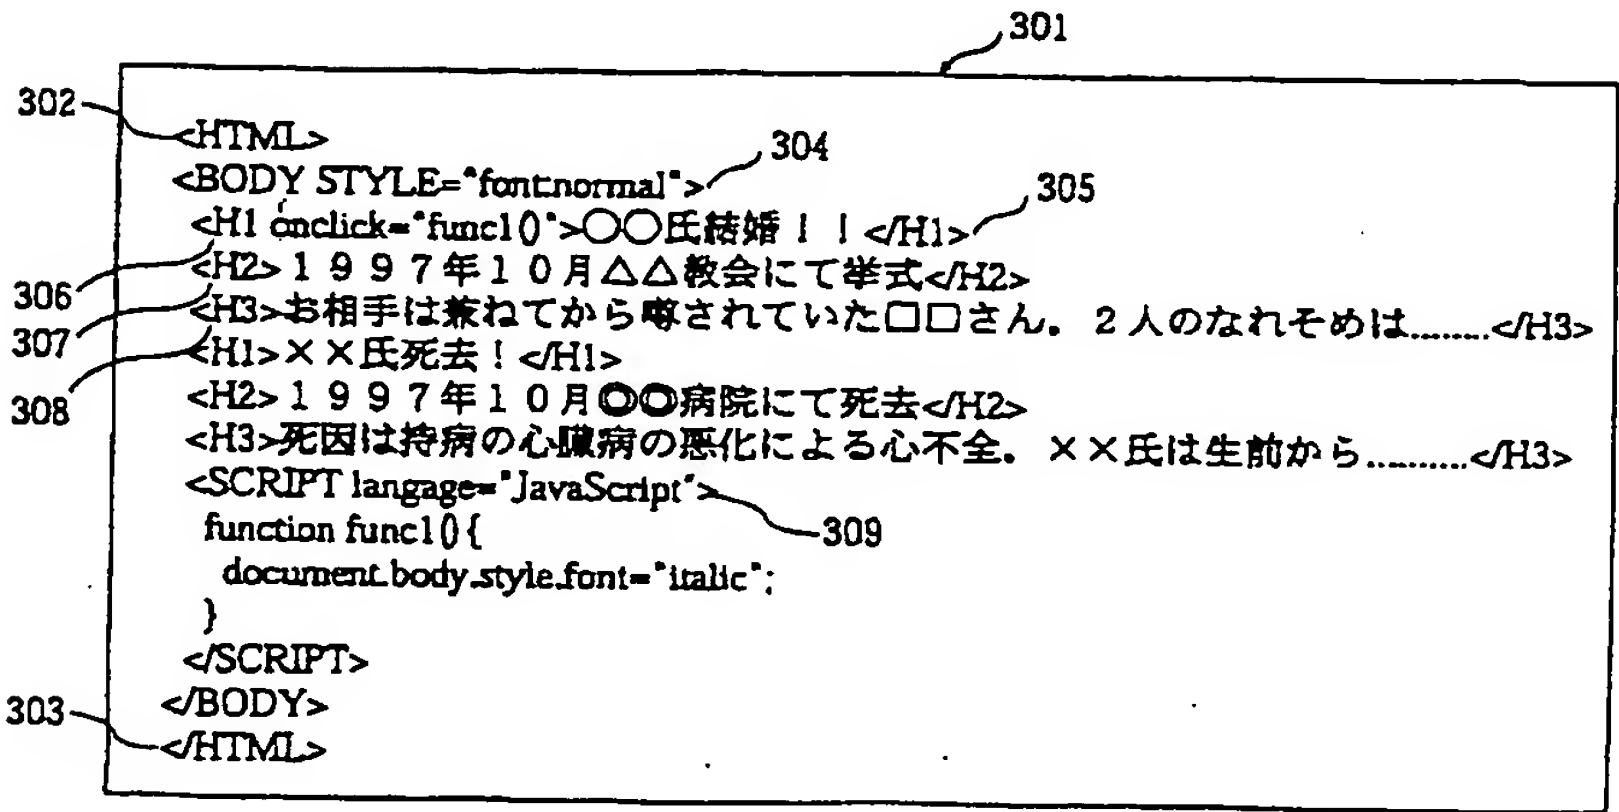 301
302
<HTML>
304
<BODY STYLE="font:normal">
305
<H1 onclick="func1()">〇〇氏結婚！！</H1>
306
<H2>１９９７年１０月△△教会にて挙式</H2>
307
<H3>お相手は兼ねてから噂されていた□□さん。２人のなれそめは........</H3>
308
<H1>××氏死去！</H1>
<H2>１９９７年１０月◎◎病院にて死去</H2>
<H3>死因は持病の心臓病の悪化による心不全。××氏は生前から..........</H3>
<SCRIPT langage="JavaScript">
309
function func1(){
document.body.style.font="italic";
}
</SCRIPT>
</BODY>
303
</HTML>